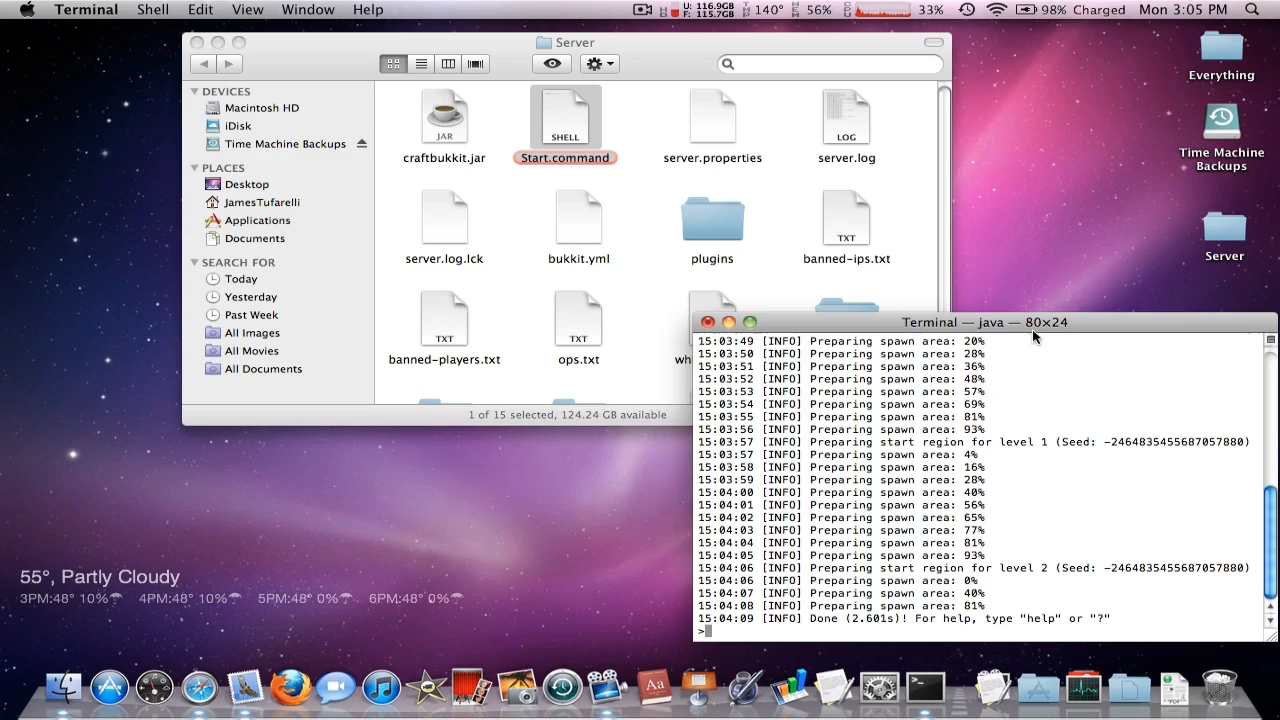 Terminal Shell Edit View Window Help
U: 116.9GB
F: 115.7GB
140° 56% 33% 98% Charged Mon 3:05 PM
Server
DEVICES
Macintosh HD
iDisk
Time Machine Backups
PLACES
Desktop
JamesTufarelli
Applications
Documents
SEARCH FOR
Today
Yesterday
Past Week
All Images
All Movies
All Documents
JAR
SHELL
LOG
craftbukkit.jar
Start.command
server.properties
server.log
TXT
server.log.lck
bukkit.yml
plugins
banned-ips.txt
TXT
TXT
banned-players.txt
ops.txt
wh
1 of 15 selected, 124.24 GB available
Everything
Time Machine
Backups
Server
Terminal — java — 80×24
15:03:49 [INFO] Preparing spawn area: 20%
15:03:50 [INFO] Preparing spawn area: 28%
15:03:51 [INFO] Preparing spawn area: 36%
15:03:52 [INFO] Preparing spawn area: 48%
15:03:53 [INFO] Preparing spawn area: 57%
15:03:54 [INFO] Preparing spawn area: 69%
15:03:55 [INFO] Preparing spawn area: 81%
15:03:56 [INFO] Preparing spawn area: 93%
15:03:57 [INFO] Preparing start region for level 1 (Seed: -2464835455687057880)
15:03:57 [INFO] Preparing spawn area: 4%
15:03:58 [INFO] Preparing spawn area: 16%
15:03:59 [INFO] Preparing spawn area: 28%
15:04:00 [INFO] Preparing spawn area: 40%
15:04:01 [INFO] Preparing spawn area: 56%
15:04:02 [INFO] Preparing spawn area: 65%
15:04:03 [INFO] Preparing spawn area: 77%
15:04:04 [INFO] Preparing spawn area: 81%
15:04:05 [INFO] Preparing spawn area: 93%
15:04:06 [INFO] Preparing start region for level 2 (Seed: -2464835455687057880)
15:04:06 [INFO] Preparing spawn area: 0%
15:04:07 [INFO] Preparing spawn area: 40%
15:04:08 [INFO] Preparing spawn area: 81%
15:04:09 [INFO] Done (2.601s)! For help, type "help" or "?"
>
55°, Partly Cloudy
3PM:48° 10% 4PM:48° 10% 5PM:48° 0% 6PM:48° 0%
Aa